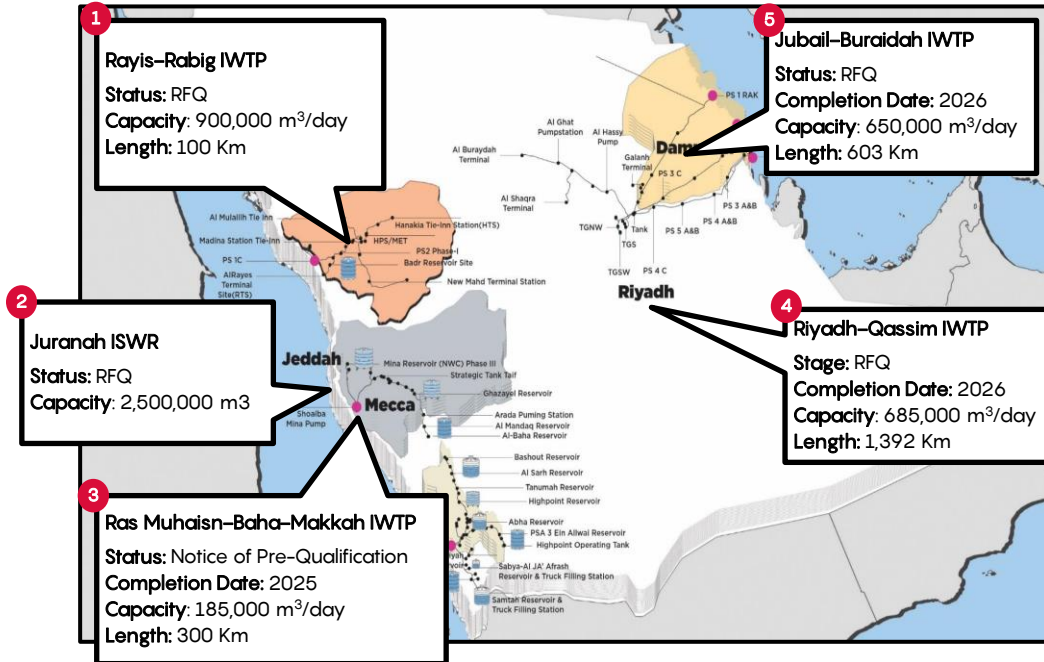 1
Rayis–Rabig IWTP
Status: RFQ
Capacity: 900,000 m³/day
Length: 100 Km
5
Jubail–Buraidah IWTP
Status: RFQ
Completion Date: 2026
Capacity: 650,000 m³/day
Length: 603 Km
PS 1 RAK
Al Ghat
Pumpstation
Al Hassy
Pump
Al Buraydah
Terminal
Galanh
Terminal
PS 3 C
Al Shaqra
Terminal
PS 3 A&B
PS 4 A&B
PS 5 A&B
Tank
TGNW
TGS
TGSW
PS 4 C
Riyadh
Al Mulailih Tie Inn
Hanakia Tie-Inn Station(HTS)
Madina Station Tie-Inn
HPS/MET
PS2 Phase-I
PS 1C
Badr Reservoir Site
AlRayes
Terminal
Site(RTS)
New Mahd Terminal Station
2
Juranah ISWR
Status: RFQ
Capacity: 2,500,000 m3
4
Riyadh–Qassim IWTP
Stage: RFQ
Completion Date: 2026
Capacity: 685,000 m³/day
Length: 1,392 Km
Jeddah
Mina Reservoir (NWC) Phase III
Strategic Tank Taif
Ghazayel Reservoir
Mecca
Shoaiba
Mina Pump
Arada Puming Station
Al Mandaq Reservoir
Al-Baha Reservoir
Bashout Reservoir
Al Sarh Reservoir
Tanumah Reservoir
Highpoint Reservoir
Abha Reservoir
PSA 3 Ein Allwai Reservoir
Highpoint Operating Tank
Sabya-Al JA' Afrash
Reservoir & Truck Filling Station
Samtah Reservoir &
Truck Filling Station
3
Ras Muhaisn–Baha–Makkah IWTP
Status: Notice of Pre-Qualification
Completion Date: 2025
Capacity: 185,000 m³/day
Length: 300 Km